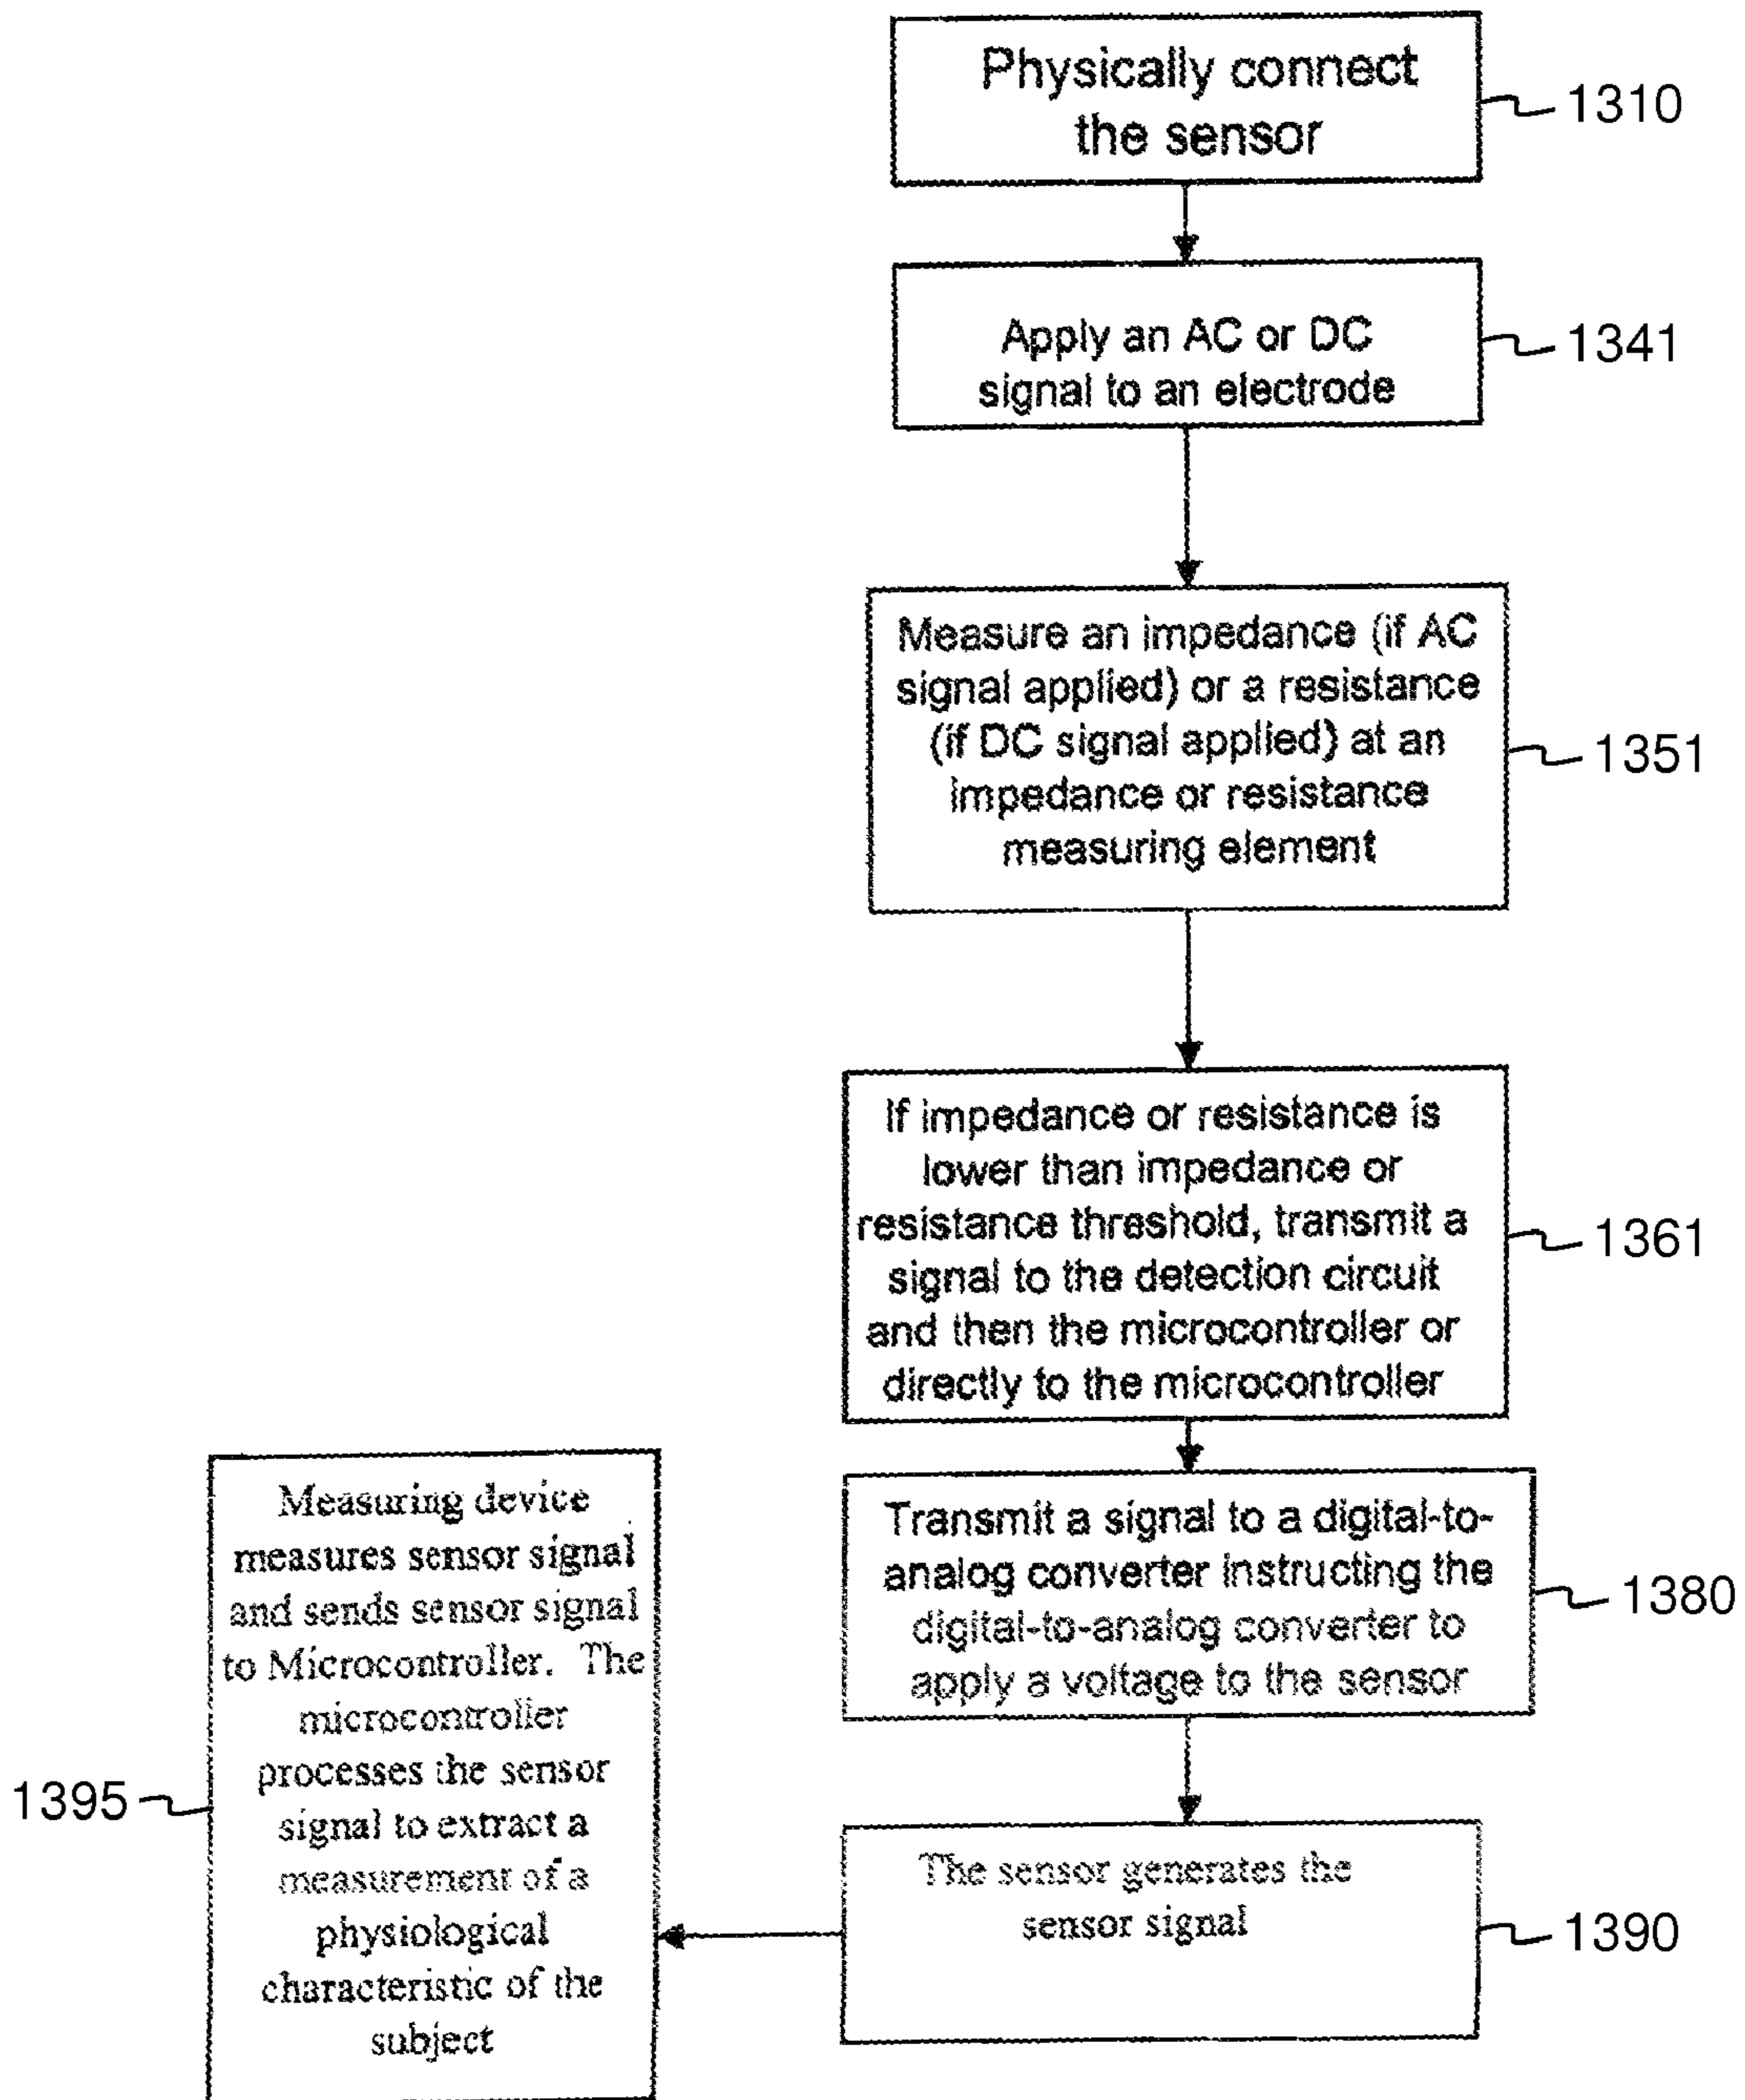 Physically connect
the sensor
1310
Apply an AC or DC
signal to an electrode
1341
Measure an impedance (if AC
signal applied) or a resistance
(if DC signal applied) at an
impedance or resistance
measuring element
1351
If impedance or resistance is
lower than impedance or
resistance threshold, transmit a
signal to the detection circuit
and then the microcontroller or
directly to the microcontroller
1361
Transmit a signal to a digital-to-
analog converter instructing the
digital-to-analog converter to
apply a voltage to the sensor
1380
The sensor generates the
sensor signal
1390
Measuring device
measures sensor signal
and sends sensor signal
to Microcontroller. The
microcontroller
processes the sensor
signal to extract a
measurement of a
physiological
characteristic of the
subject
1395